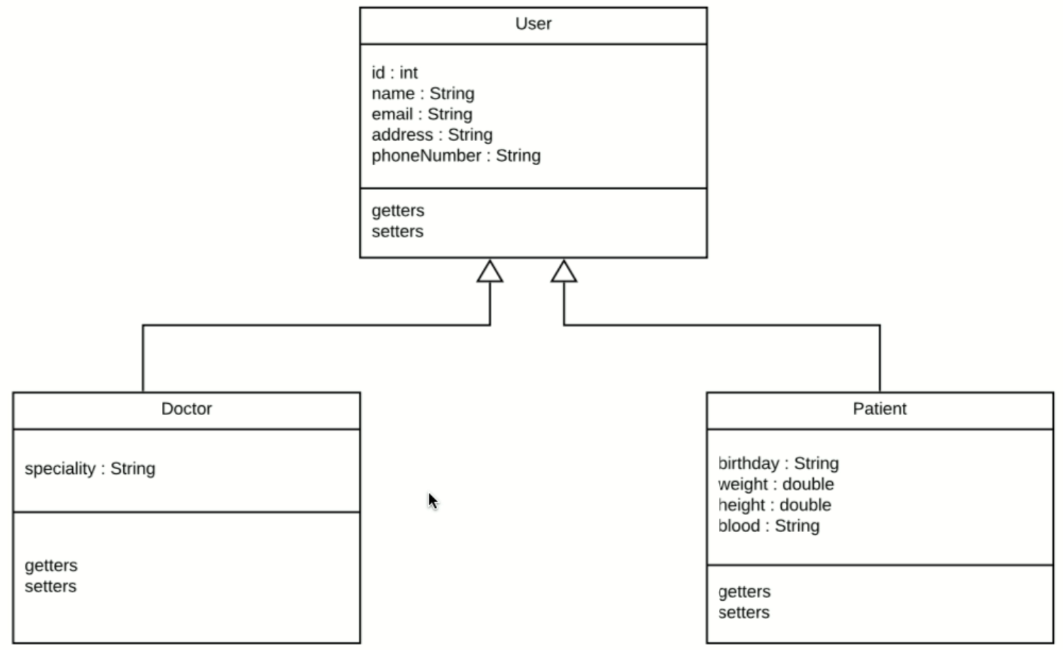 User
id : int
name : String
email : String
address : String
phoneNumber : String
getters
setters
Doctor
speciality : String
getters
setters
Patient
birthday : String
weight : double
height : double
blood : String
getters
setters